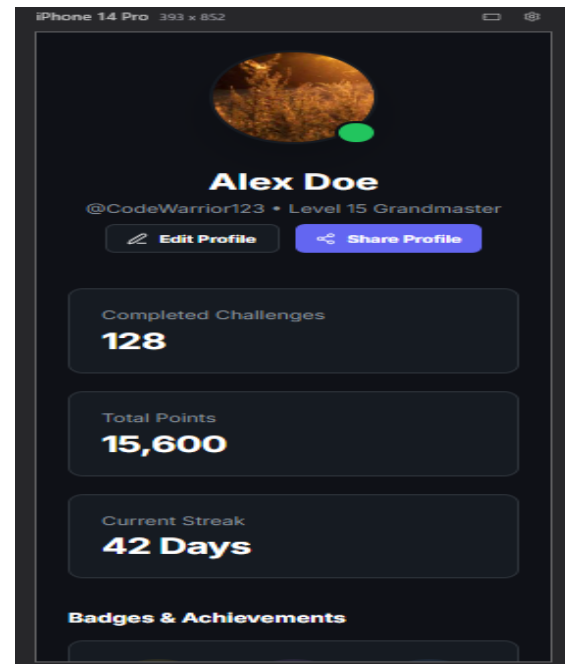 iPhone 14 Pro 393 x 852
Alex Doe
@CodeWarrior123 • Level 15 Grandmaster
Edit Profile Share Profile
Completed Challenges
128
Total Points
15,600
Current Streak
42 Days
Badges & Achievements